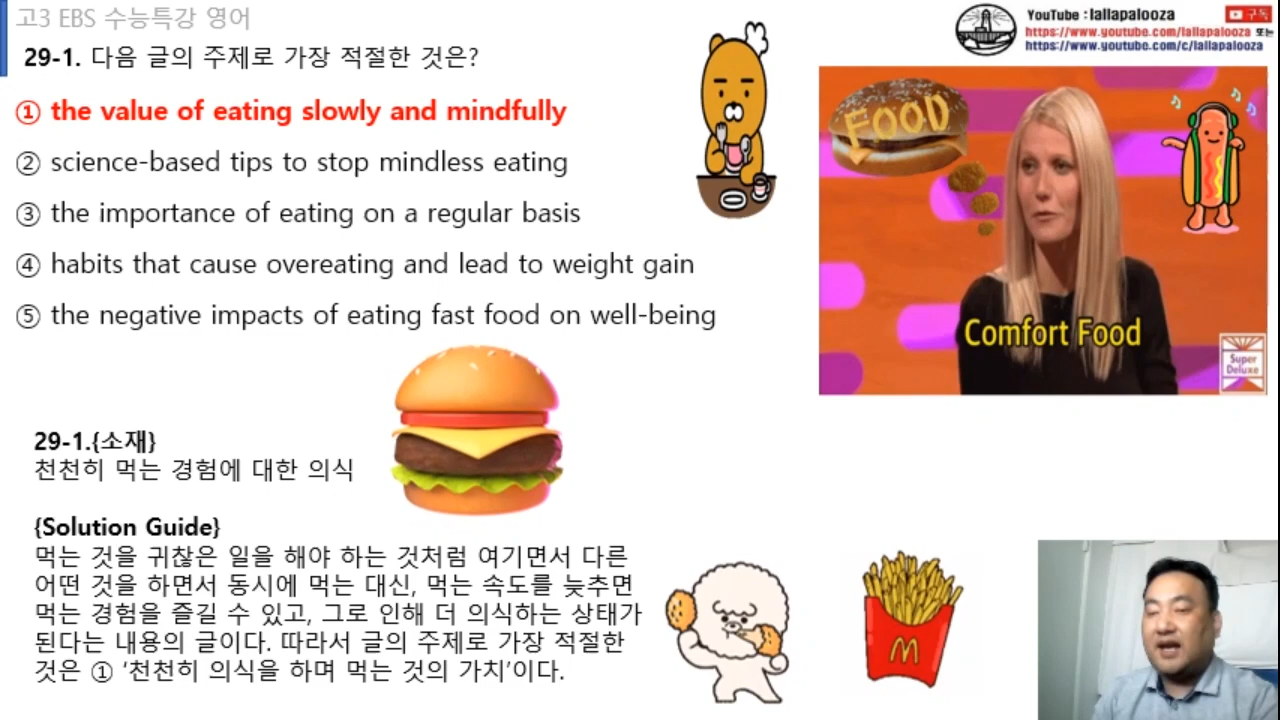 고3 EBS 수능특강 영어
29-1. 다음 글의 주제로 가장 적절한 것은?
① the value of eating slowly and mindfully
② science-based tips to stop mindless eating
③ the importance of eating on a regular basis
④ habits that cause overeating and lead to weight gain
⑤ the negative impacts of eating fast food on well-being
YouTube : lallapalooza
구독
https://www.youtube.com/lallapalooza 또는
https://www.youtube.com/c/lallapalooza
FOOD
Comfort Food
Super
Deluxe
29-1.{소재}
천천히 먹는 경험에 대한 의식
{Solution Guide}
먹는 것을 귀찮은 일을 해야 하는 것처럼 여기면서 다른
어떤 것을 하면서 동시에 먹는 대신, 먹는 속도를 늦추면
먹는 경험을 즐길 수 있고, 그로 인해 더 의식하는 상태가
된다는 내용의 글이다. 따라서 글의 주제로 가장 적절한
것은 ① ‘천천히 의식을 하며 먹는 것의 가치’이다.